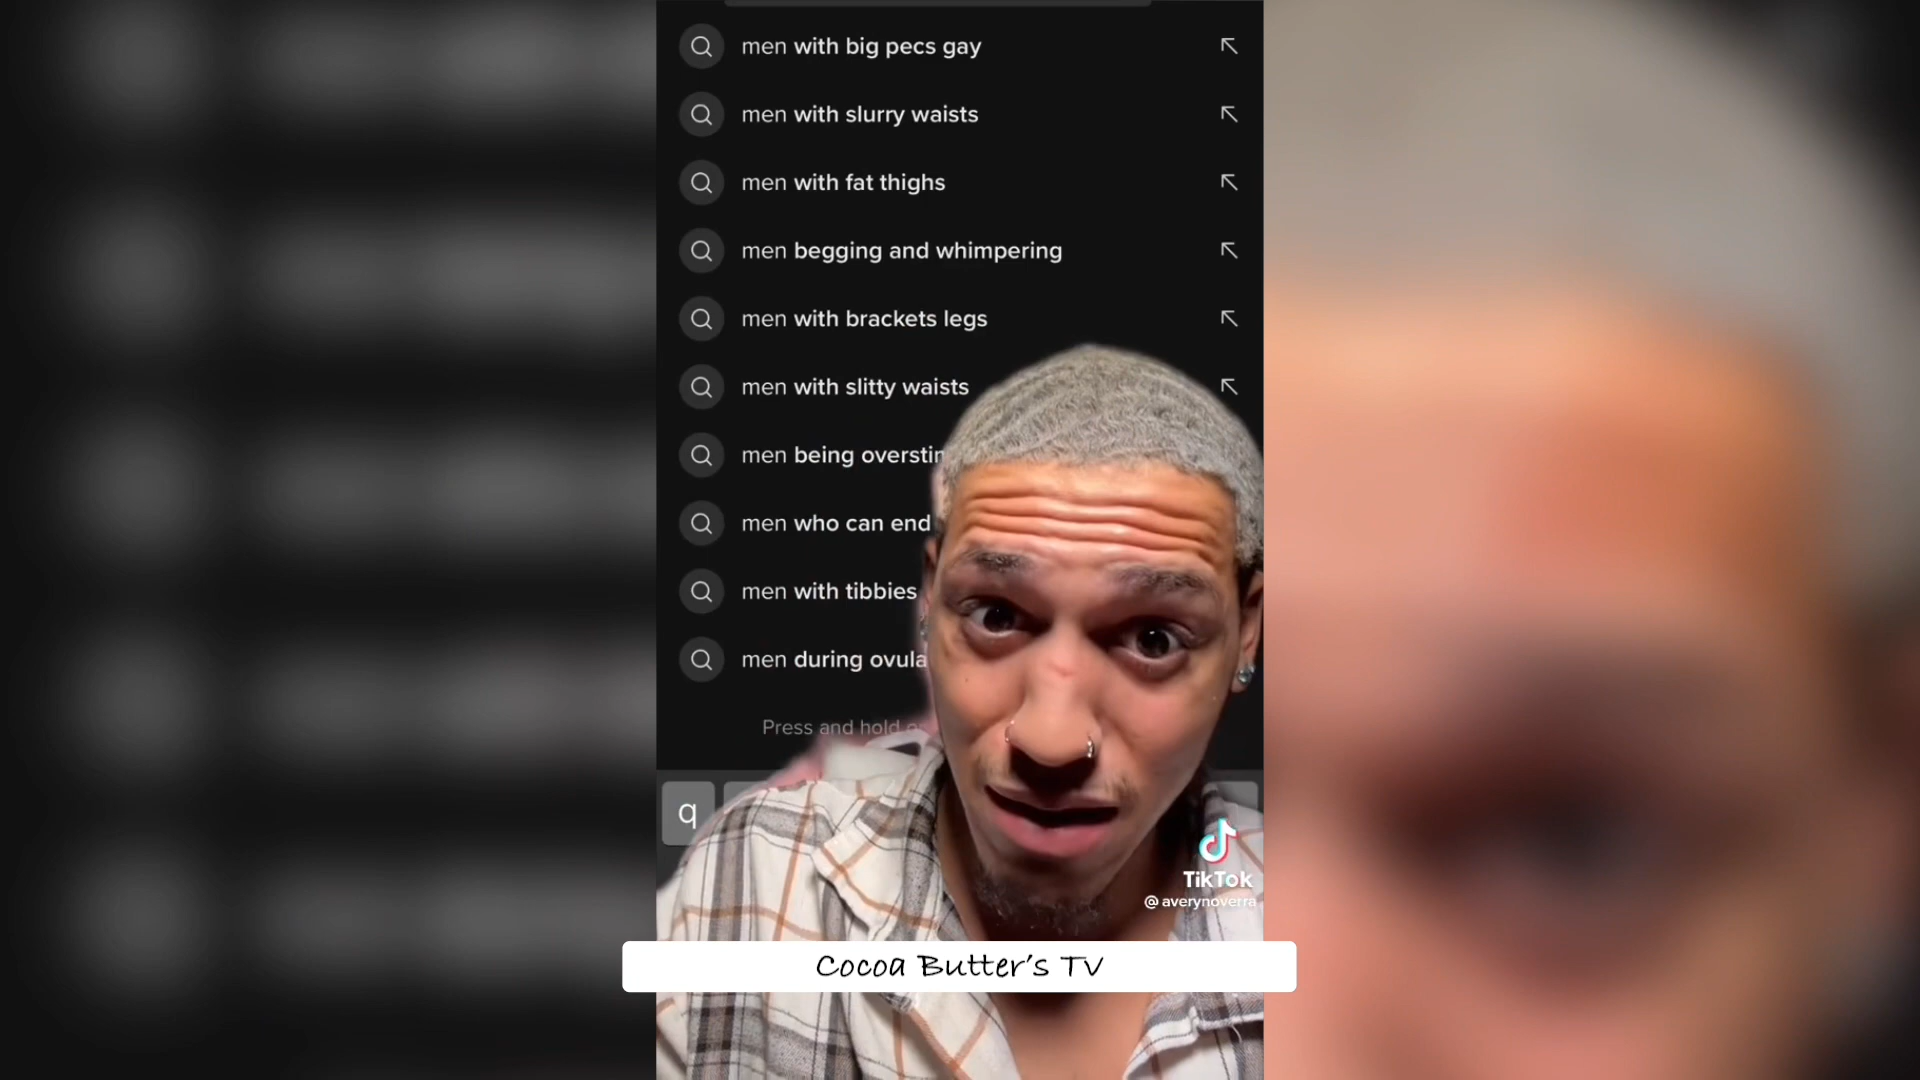 men with big pecs gay
men with slurry waists
men with fat thighs
men begging and whimpering
men with brackets legs
men with slitty waists
men being
men who can end
men with tibbies
men during
Press and hold
q
TikTok
@averynoverra
Cocoa Butter's TV